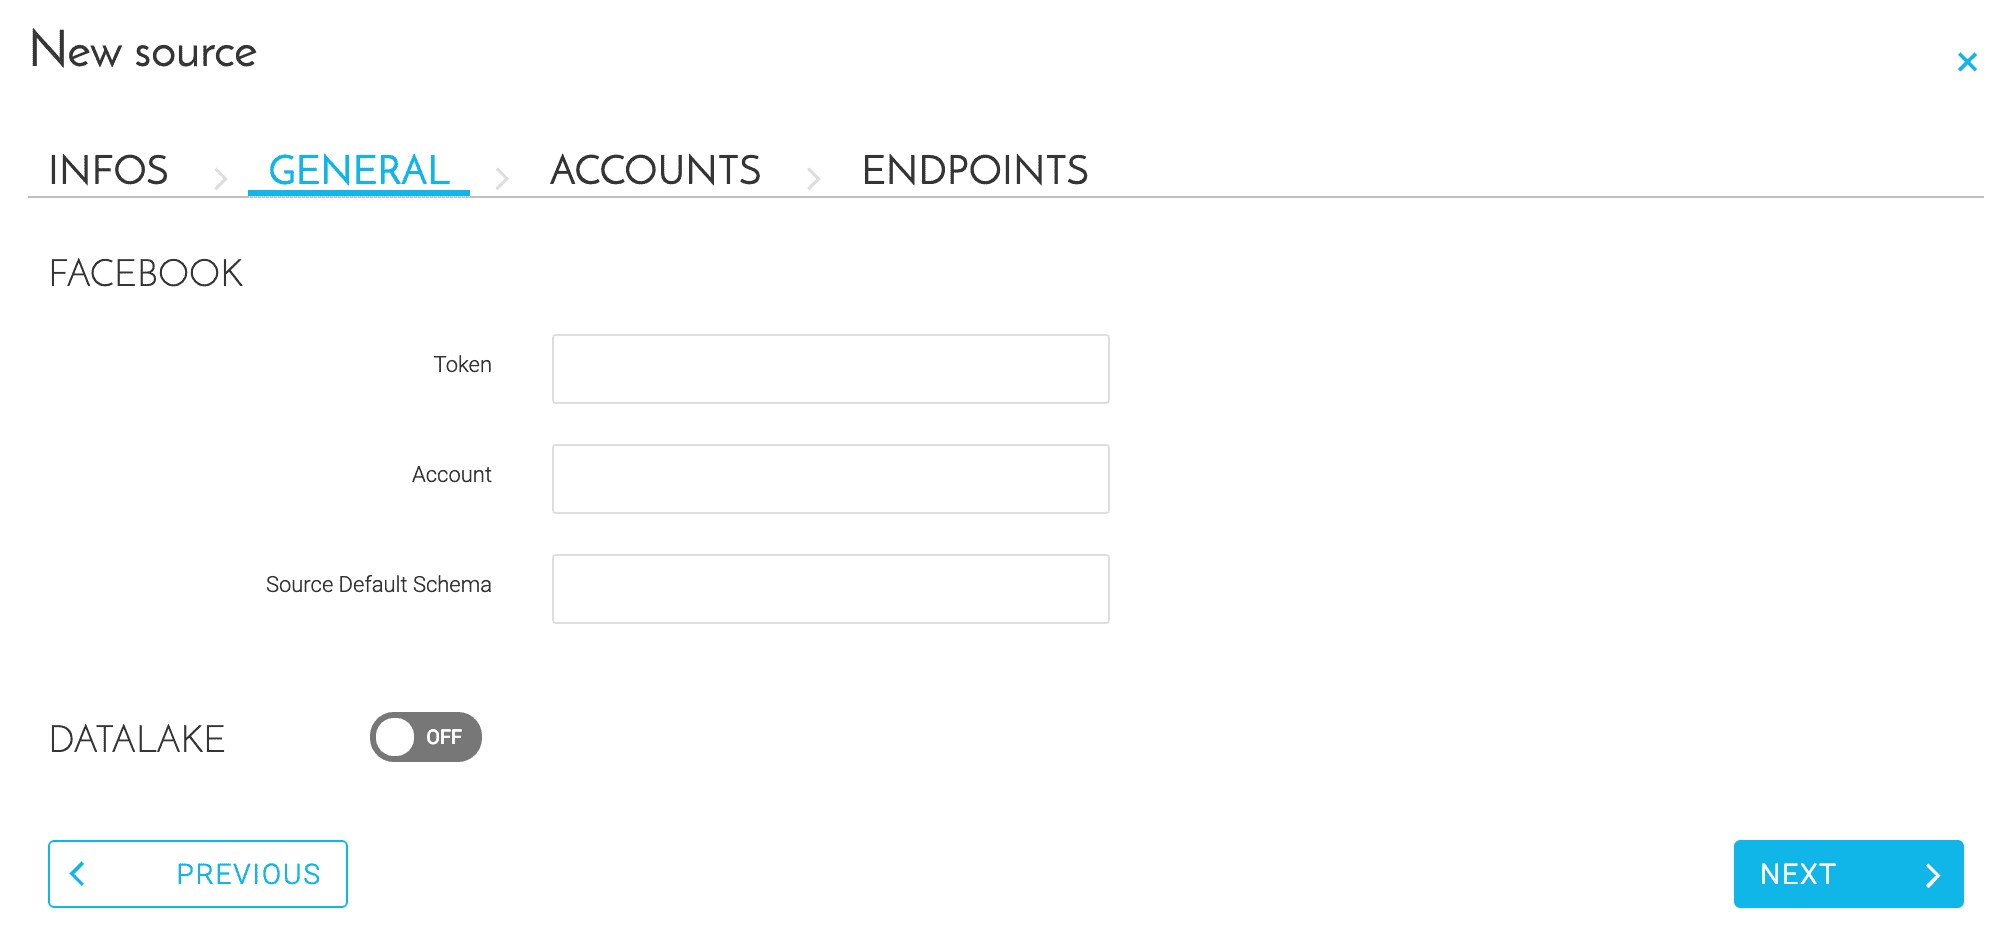 New source
INFOS GENERAL ACCOUNTS ENDPOINTS
FACEBOOK
Token
Account
Source Default Schema
DATALAKE OFF
PREVIOUS NEXT